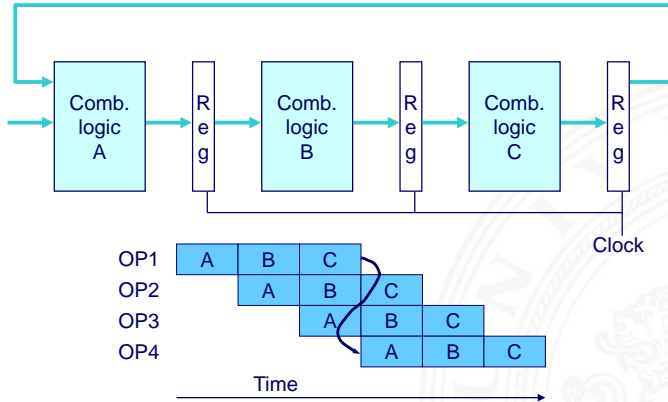 Comb.
logic
A
R
e
g
Comb.
logic
B
R
e
g
Comb.
logic
C
R
e
g
Clock
OP1 A B C
OP2 A B C
OP3 A B C
OP4 A B C
Time